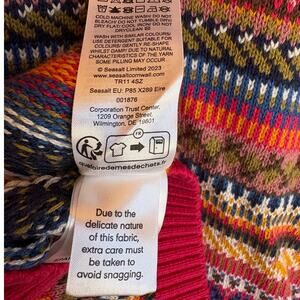 COLD MACHINE WASH DO NOT
BLEACH DO NOT TUMBLE DRY
DRY FLAT/ COOL IRON/ DO NOT
DRYCLEAN
WASH WITH SIMILAR COLOURS/
USE DETERGENT SUITABLE FOR
COLOURS/ GENTLY RE-SHAPE
WHILST DAMP DUE TO NATURAL
CHARACTERISTICS OF THE YARN
SOME PILLING MAY OCCUR.
© Seasalt Limited 2023
seasaltcornwall.com
TR11 4SZ
Seasalt EU: P85 X289 Eire
001876
Corporation Trust Center,
1209 Orange Street,
Wilmington, DE 19801
FR
quefairedemesdechets.fr
Due to the
delicate nature
of this fabric,
extra care must
be taken to
avoid snagging.